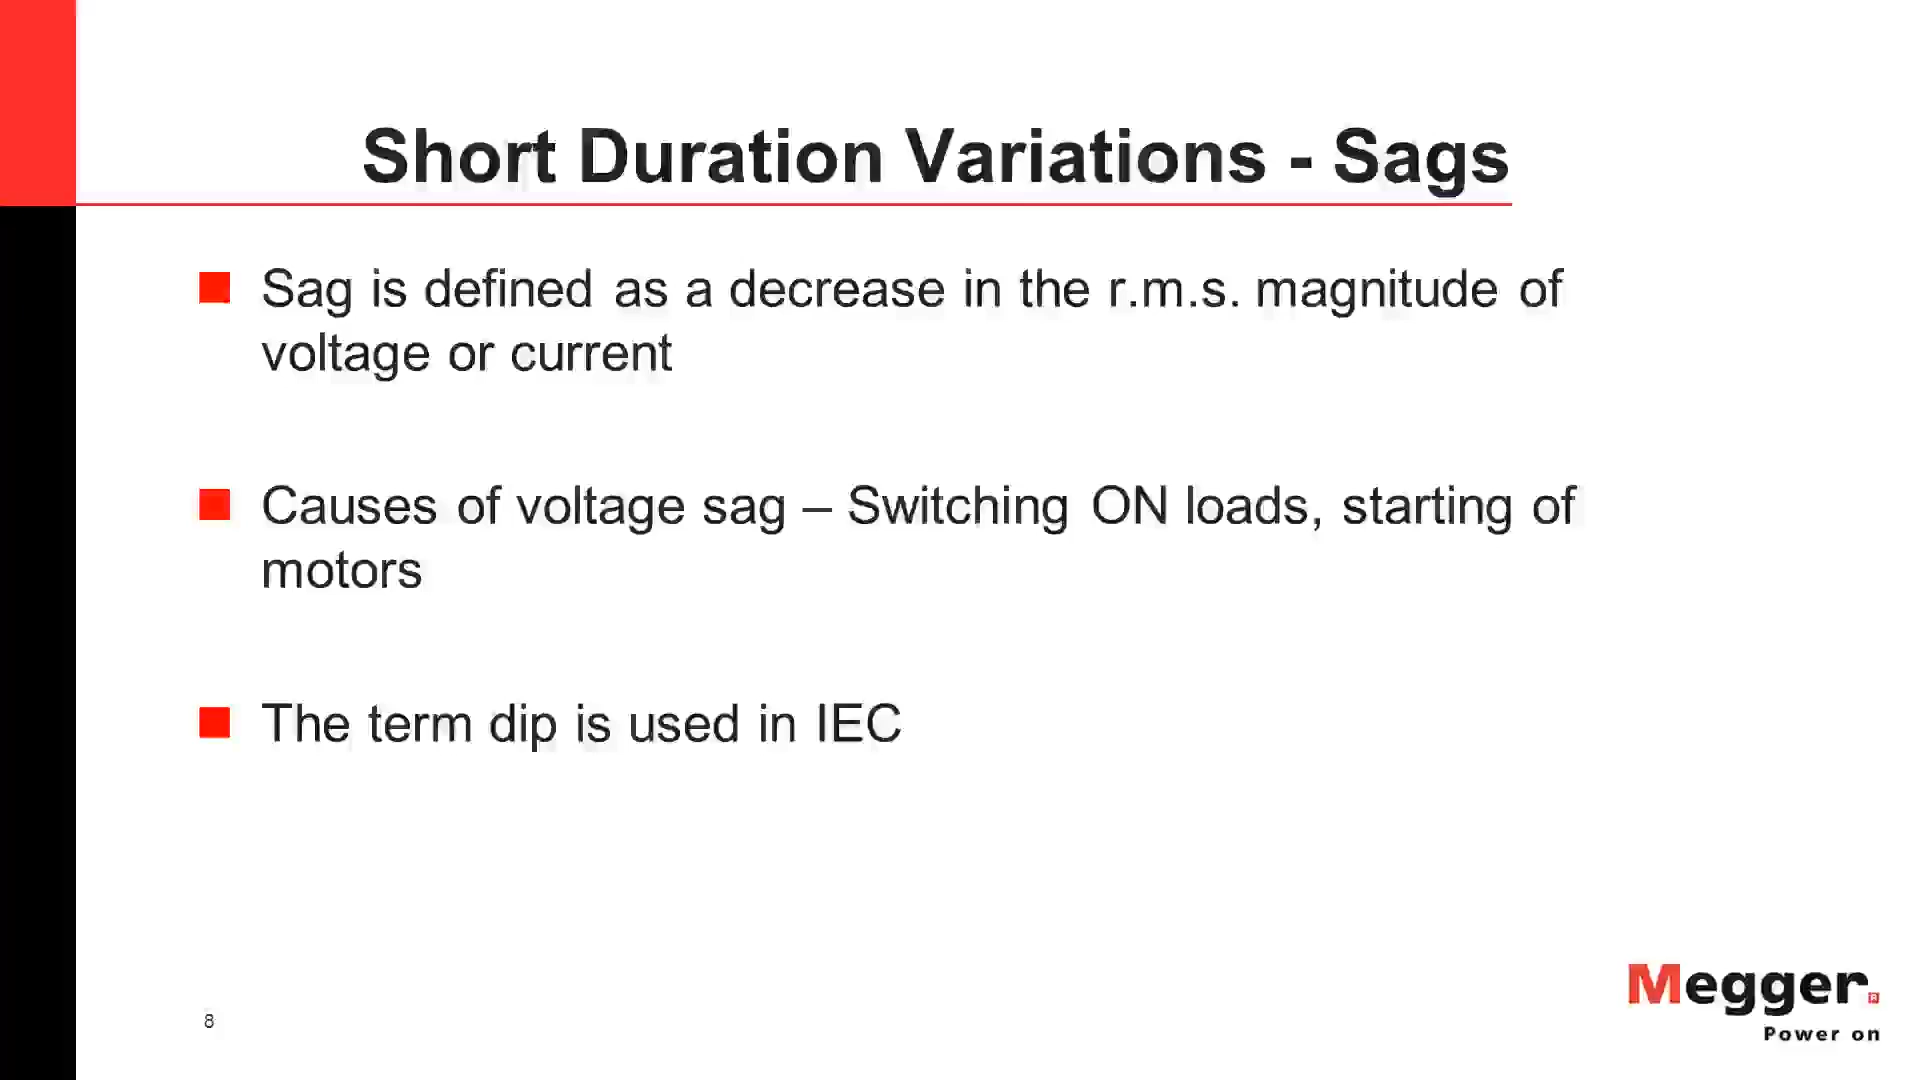 Short Duration Variations - Sags
Sag is defined as a decrease in the r.m.s. magnitude of
voltage or current
Causes of voltage sag – Switching ON loads, starting of
motors
The term dip is used in IEC
8
Megger®
Power on